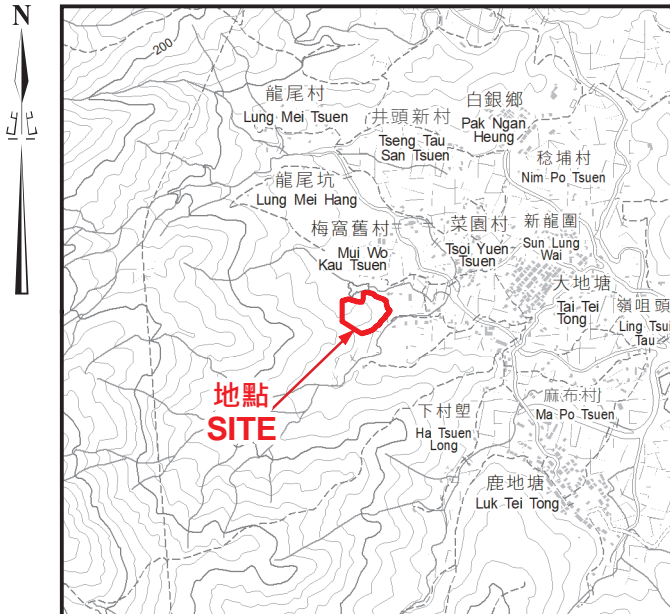 N
200
龍尾村
Lung Mei Tsuen
井頭新村
Tseng Tau
San Tsuen
白銀鄉
Pak Ngan
Heung
稔埔村
Nim Po Tsuen
龍尾坑
Lung Mei Hang
梅窩舊村
Mui Wo
Kau Tsuen
菜園村
Tsoi Yuen
Tsuen
新龍圍
Sun Lung
Wai
大地塘
Tai Tei
Tong
嶺咀頭
Ling Tsui
Tau
地點
SITE
下村塱
Ha Tsuen
Long
麻布村
Ma Po Tsuen
鹿地塘
Luk Tei Tong